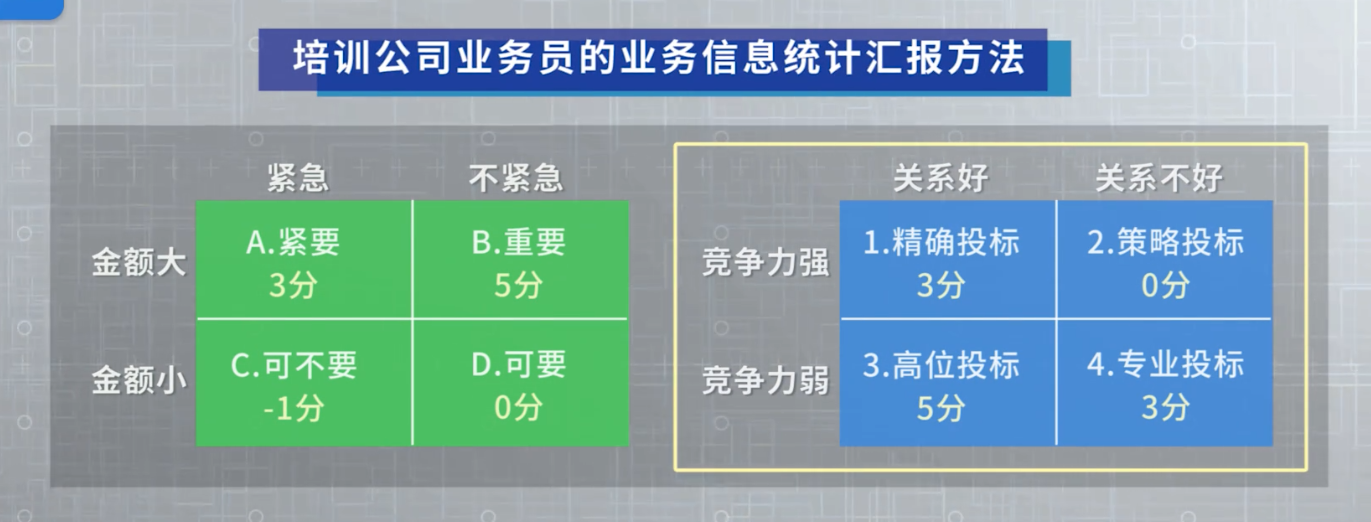 培训公司业务员的业务信息统计汇报方法
紧急 不紧急
金额大 A.紧要 B.重要
3分 5分
金额小 C.可不要 D.可要
-1分 0分
关系好 关系不好
竞争力强 1.精确投标 2.策略投标
3分 0分
竞争力弱 3.高位投标 4.专业投标
5分 3分